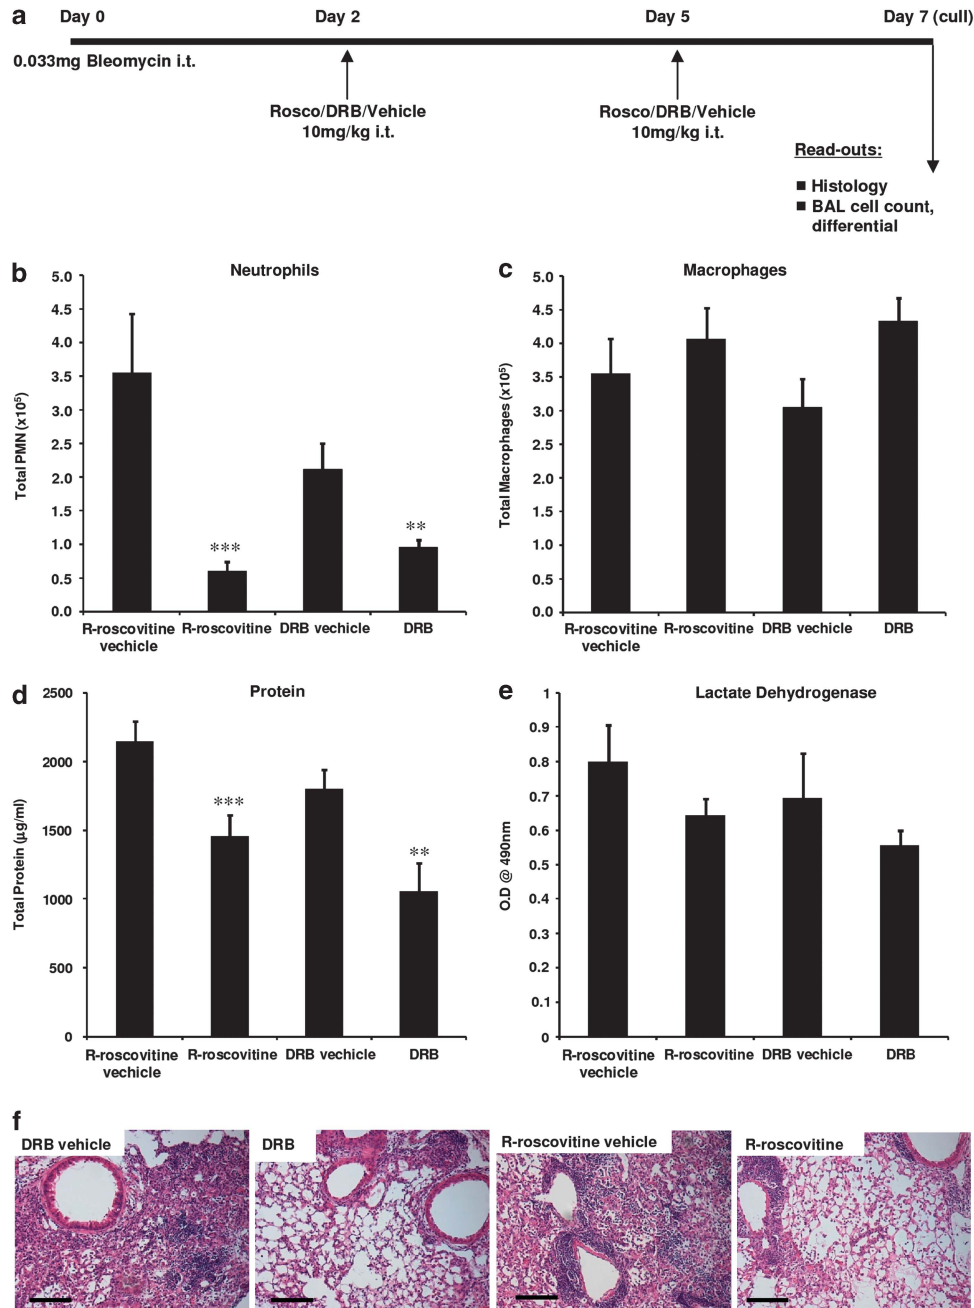 a
Day 0 Day 2 Day 5 Day 7 (cull)
0.033mg Bleomycin i.t.
Rosco/DRB/Vehicle
10mg/kg i.t.
Rosco/DRB/Vehicle
10mg/kg i.t.
Read-outs:
■ Histology
■ BAL cell count,
differential
b
Neutrophils
Total PMN (x10⁵)
5.0
4.5
4.0
3.5
3.0
2.5
2.0
1.5
1.0
0.5
0.0
***
**
R-roscovitine vechicle
R-roscovitine
DRB vechicle
DRB
c
Macrophages
Total Macrophages (x10⁵)
5.0
4.5
4.0
3.5
3.0
2.5
2.0
1.5
1.0
0.5
0.0
R-roscovitine vechicle
R-roscovitine
DRB vehicle
DRB
d
Protein
Total Protein (µg/ml)
2500
2000
1500
1000
500
0
***
**
R-roscovitine vechicle
R-roscovitine
DRB vechicle
DRB
e
Lactate Dehydrogenase
O.D @ 490nm
1
0.9
0.8
0.7
0.6
0.5
0.4
0.3
0.2
0.1
0
R-roscovitine vechicle
R-roscovitine
DRB vechicle
DRB
f
DRB vehicle
DRB
R-roscovitine vehicle
R-roscovitine